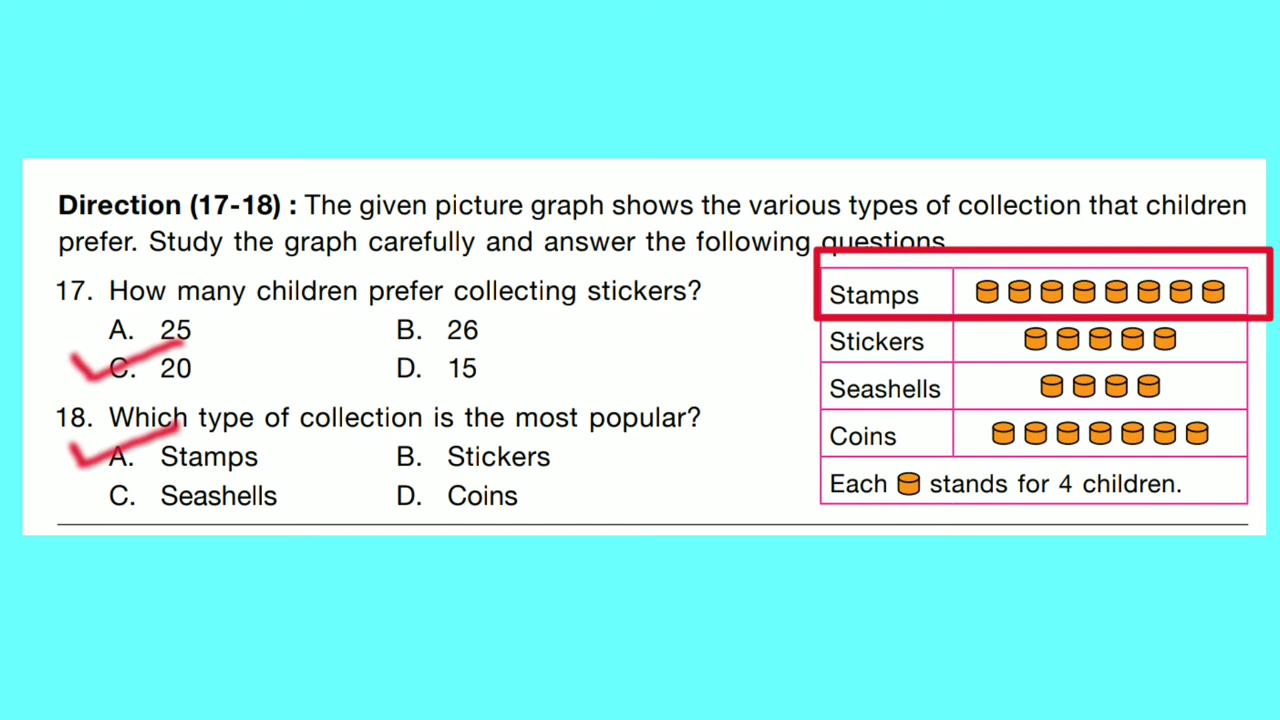 Direction (17-18) : The given picture graph shows the various types of collection that children
prefer. Study the graph carefully and answer the following questions
17. How many children prefer collecting stickers?
A. 25 B. 26
C. 20 D. 15
18. Which type of collection is the most popular?
A. Stamps B. Stickers
C. Seashells D. Coins
Stamps
Stickers
Seashells
Coins
Each stands for 4 children.